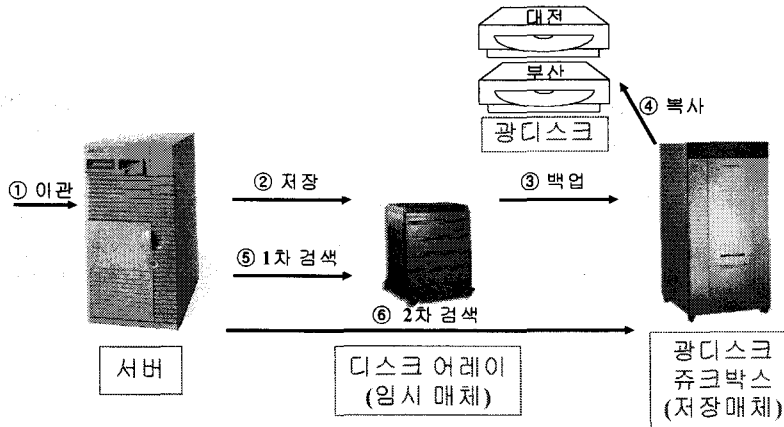 대전
부산
광디스크
④ 복사
① 이관
② 저장
③ 백업
⑤ 1차 검색
⑥ 2차 검색
서버
디스크 어레이
(임시 매체)
광디스크
쥬크박스
(저장매체)